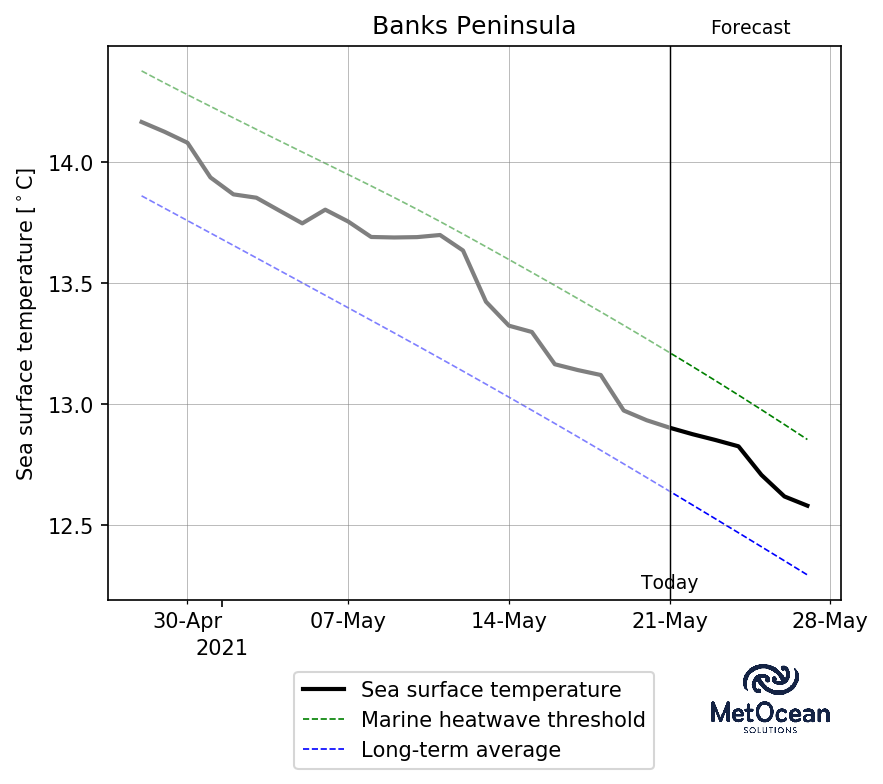 Banks Peninsula
Forecast
Sea surface temperature [°C]
14.0
13.5
13.0
12.5
Today
30-Apr
07-May
14-May
21-May
28-May
2021
Sea surface temperature
Marine heatwave threshold
Long-term average
MetOcean
SOLUTIONS